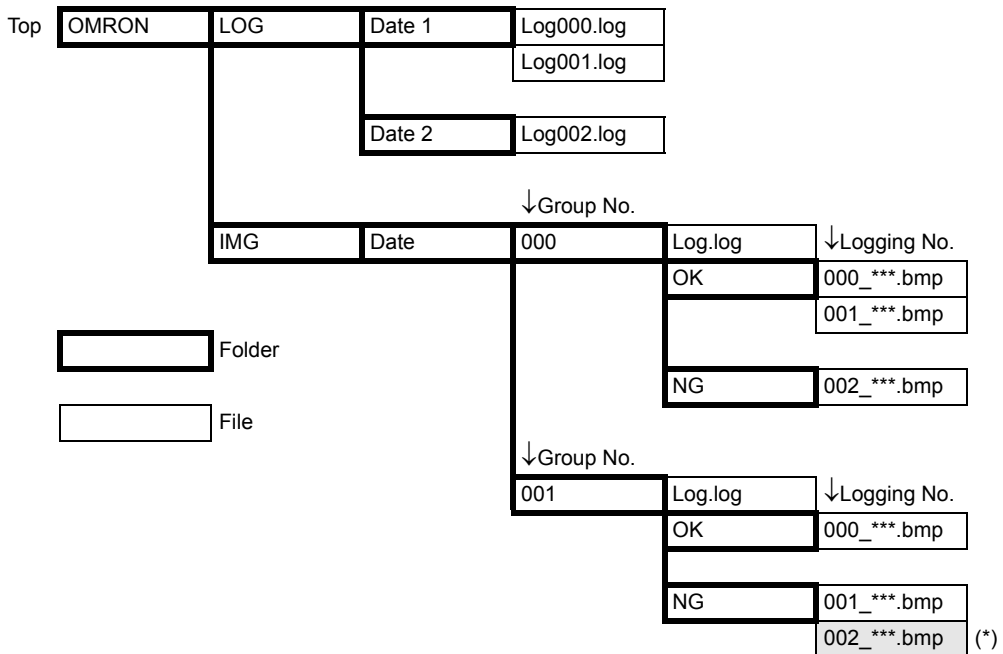 Top OMRON LOG Date 1 Log000.log
Log001.log
Date 2 Log002.log
↓Group No.
IMG Date 000 Log.log ↓Logging No.
OK 000_***.bmp
001_***.bmp
Folder
NG 002_***.bmp
File
↓Group No.
001 Log.log ↓Logging No.
OK 000_***.bmp
NG 001_***.bmp
002_***.bmp (*)